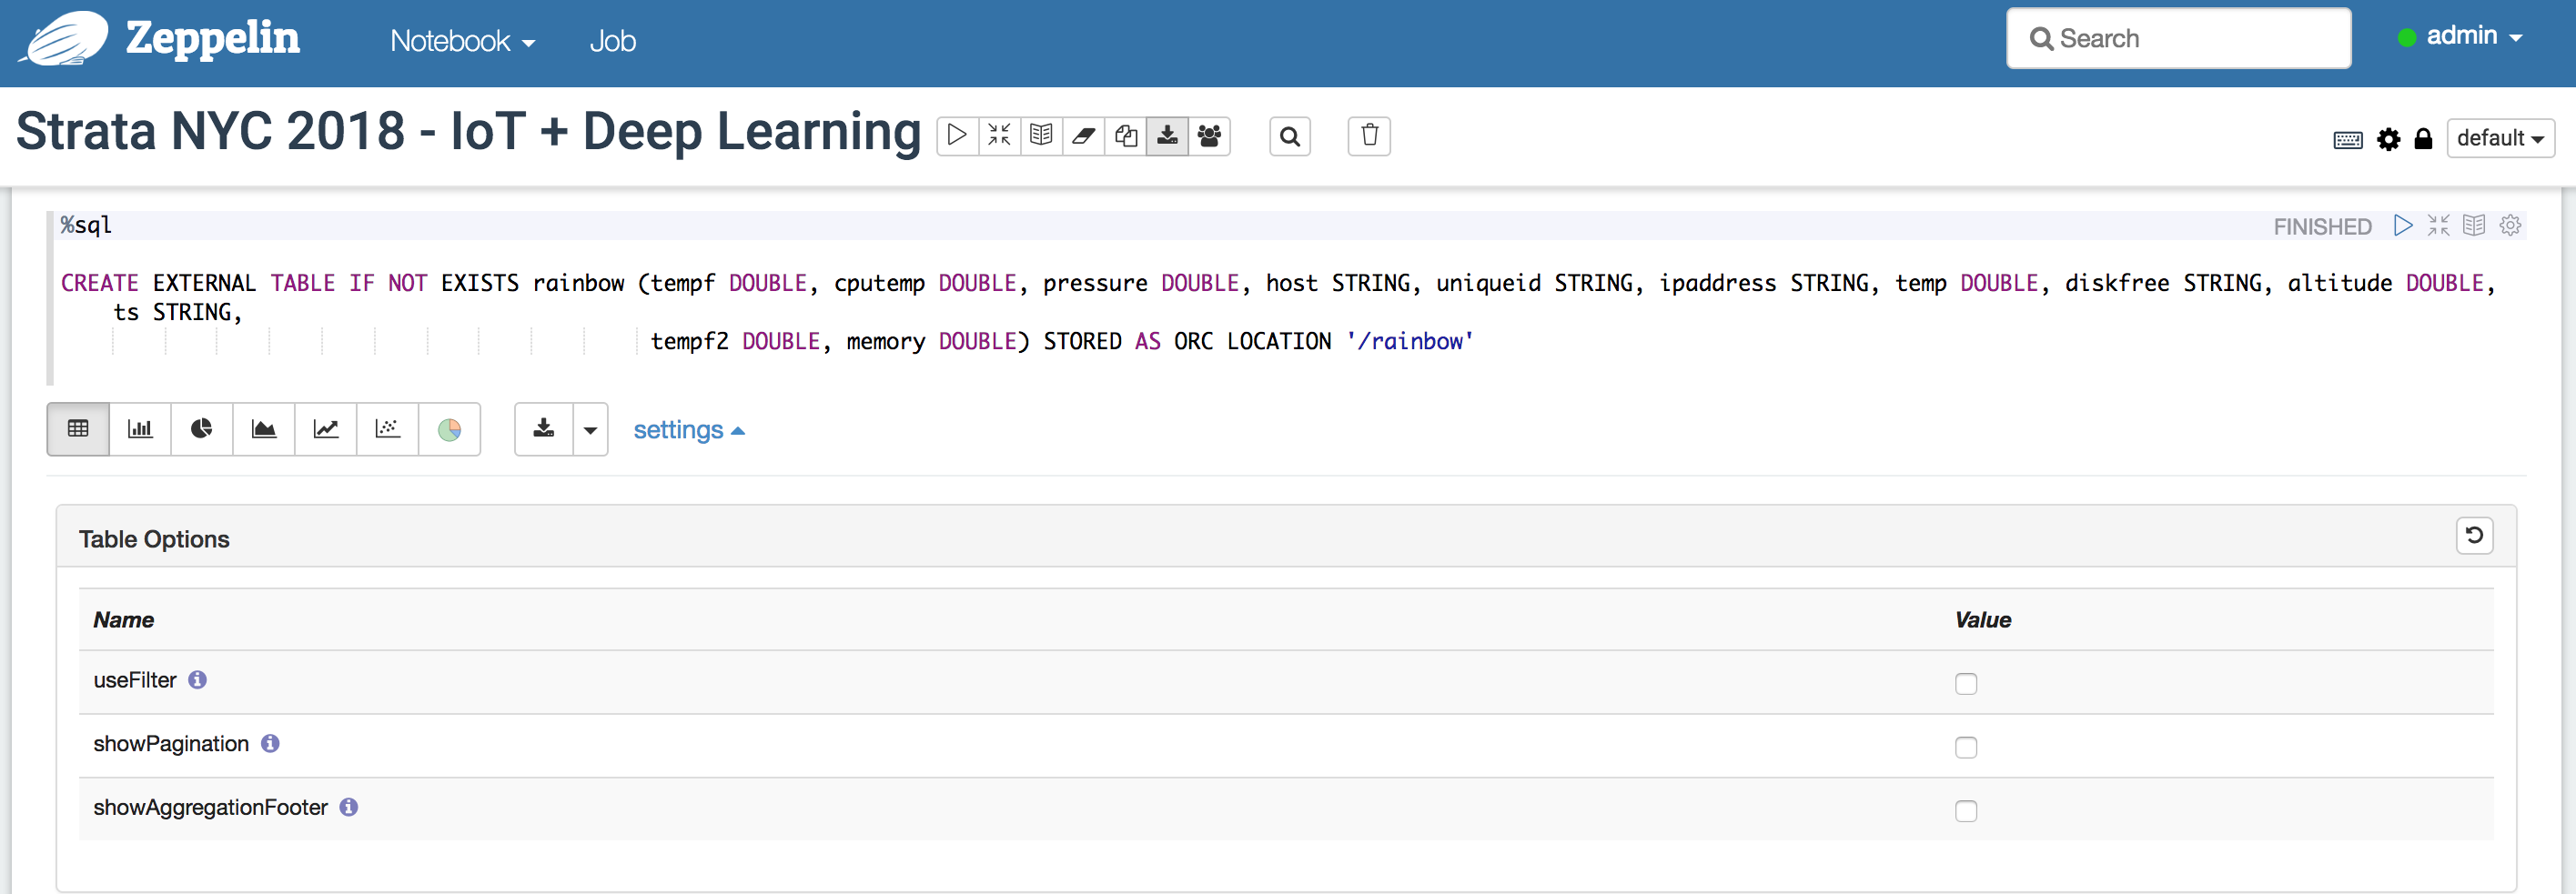 Zeppelin Notebook Job Search admin
Strata NYC 2018 - IoT + Deep Learning default
%sql FINISHED
CREATE EXTERNAL TABLE IF NOT EXISTS rainbow (tempf DOUBLE, cputemp DOUBLE, pressure DOUBLE, host STRING, uniqueid STRING, ipaddress STRING, temp DOUBLE, diskfree STRING, altitude DOUBLE,
ts STRING,
tempf2 DOUBLE, memory DOUBLE) STORED AS ORC LOCATION '/rainbow'
settings
Table Options
Name Value
useFilter
showPagination
showAggregationFooter